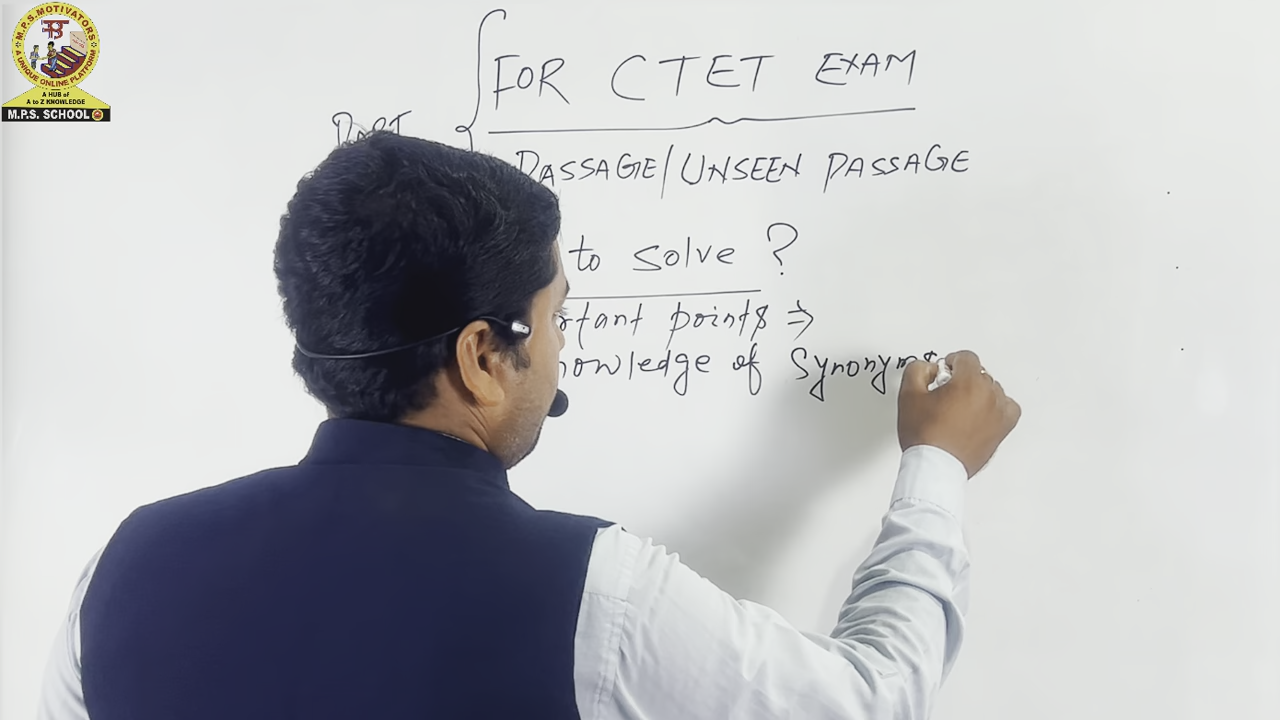 M.P.S. MOTIVATORS
A UNIQUE ONLINE PLATFORM
A HUB of
A to Z KNOWLEDGE
M.P.S. SCHOOL
FOR CTET EXAM
PASSAGE/UNSEEN PASSAGE
to solve ?
points ⇒
of Synonyms